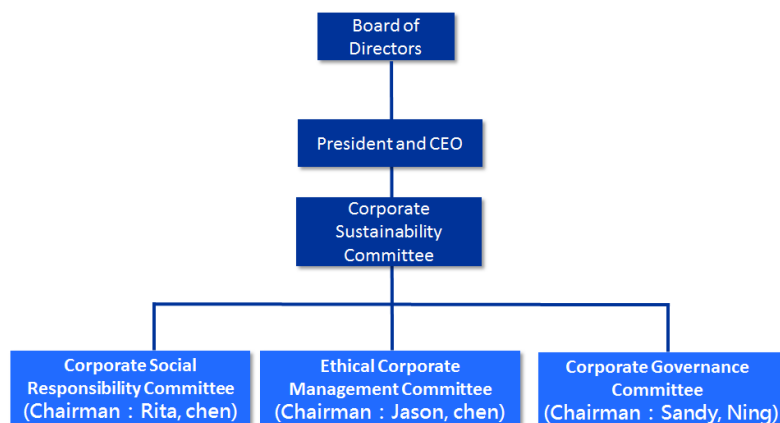 Board of
Directors
President and CEO
Corporate
Sustainability
Committee
Corporate Social
Responsibility Committee
(Chairman：Rita, chen)
Ethical Corporate
Management Committee
(Chairman：Jason, chen)
Corporate Governance
Committee
(Chairman：Sandy, Ning)